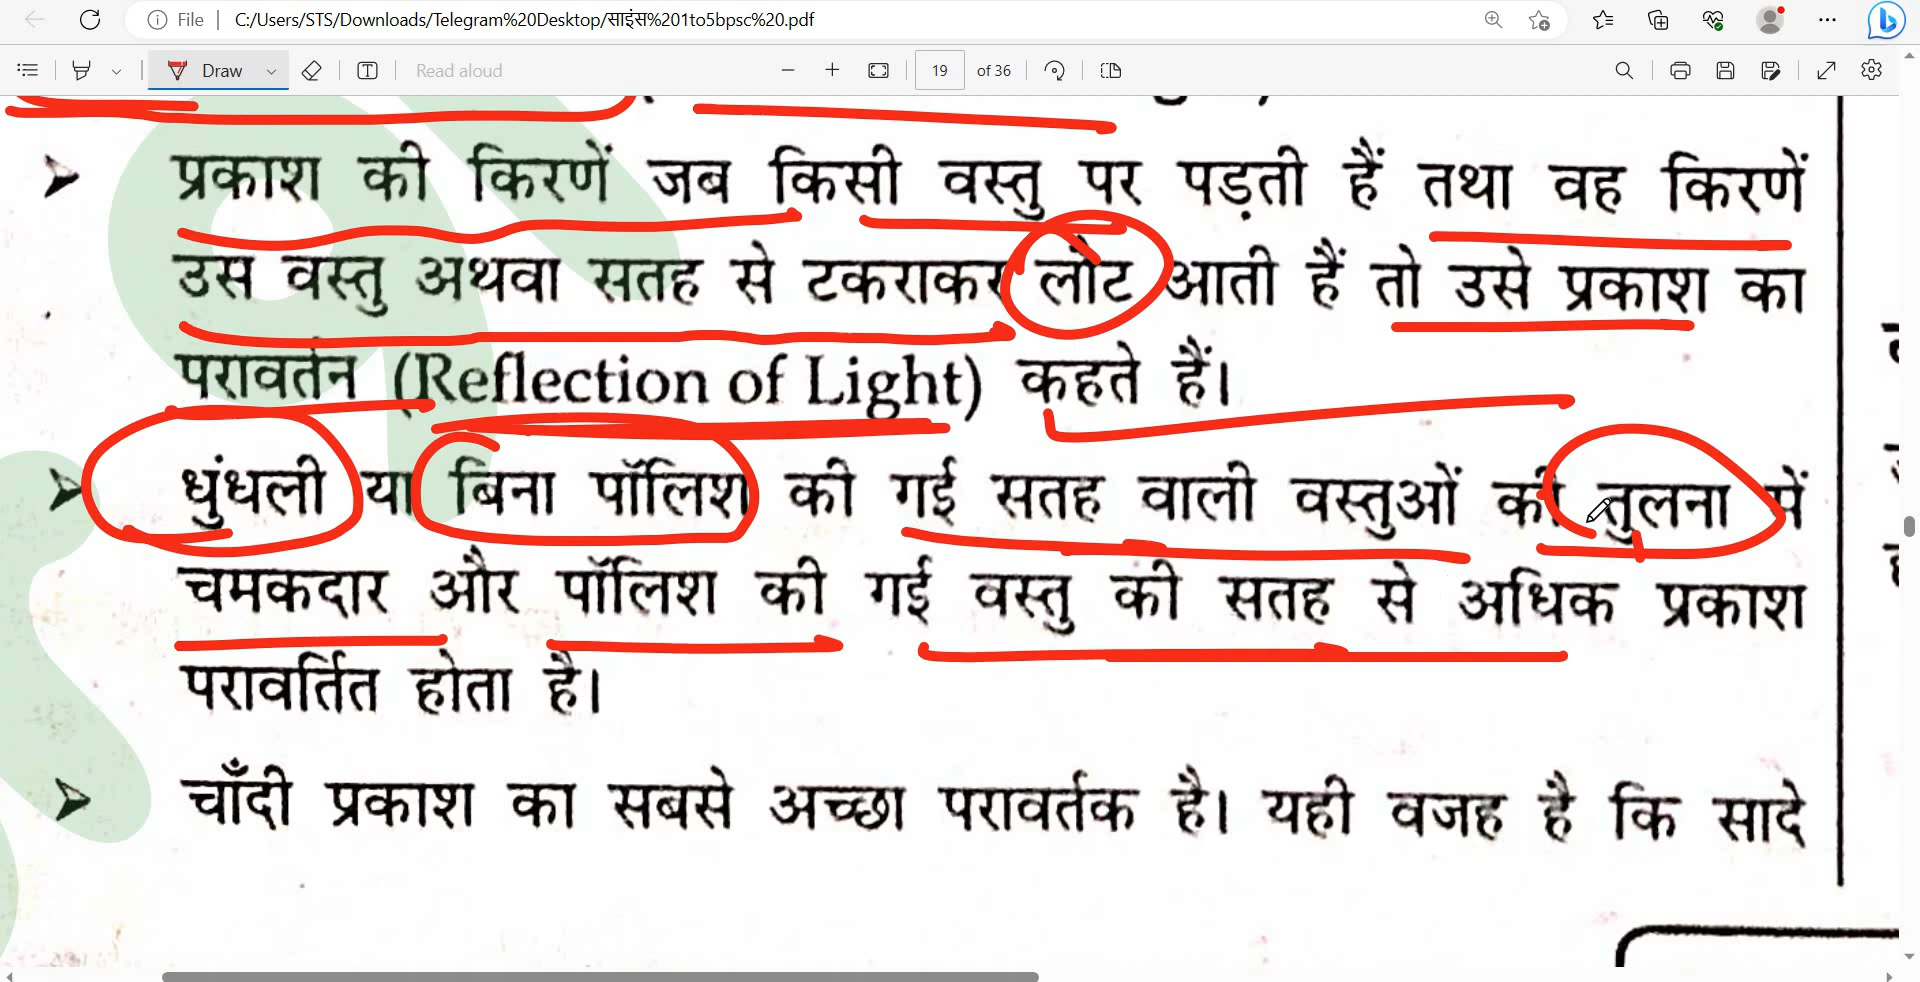 File
C:/Users/STS/Downloads/Telegram%20Desktop/साइंस%201to5bpsc%20.pdf
Draw
T
Read aloud
19
of 36
प्रकाश की किरणें जब किसी वस्तु पर पड़ती हैं तथा वह किरणें
उस वस्तु अथवा सतह से टकराकर लौट आती हैं तो उसे प्रकाश का
परावर्तन (Reflection of Light) कहते हैं।
धुंधली या बिना पॉलिश की गई सतह वाली वस्तुओं की तुलना में
चमकदार और पॉलिश की गई वस्तु की सतह से अधिक प्रकाश
परावर्तित होता है।
चाँदी प्रकाश का सबसे अच्छा परावर्तक है। यही वजह है कि सादे